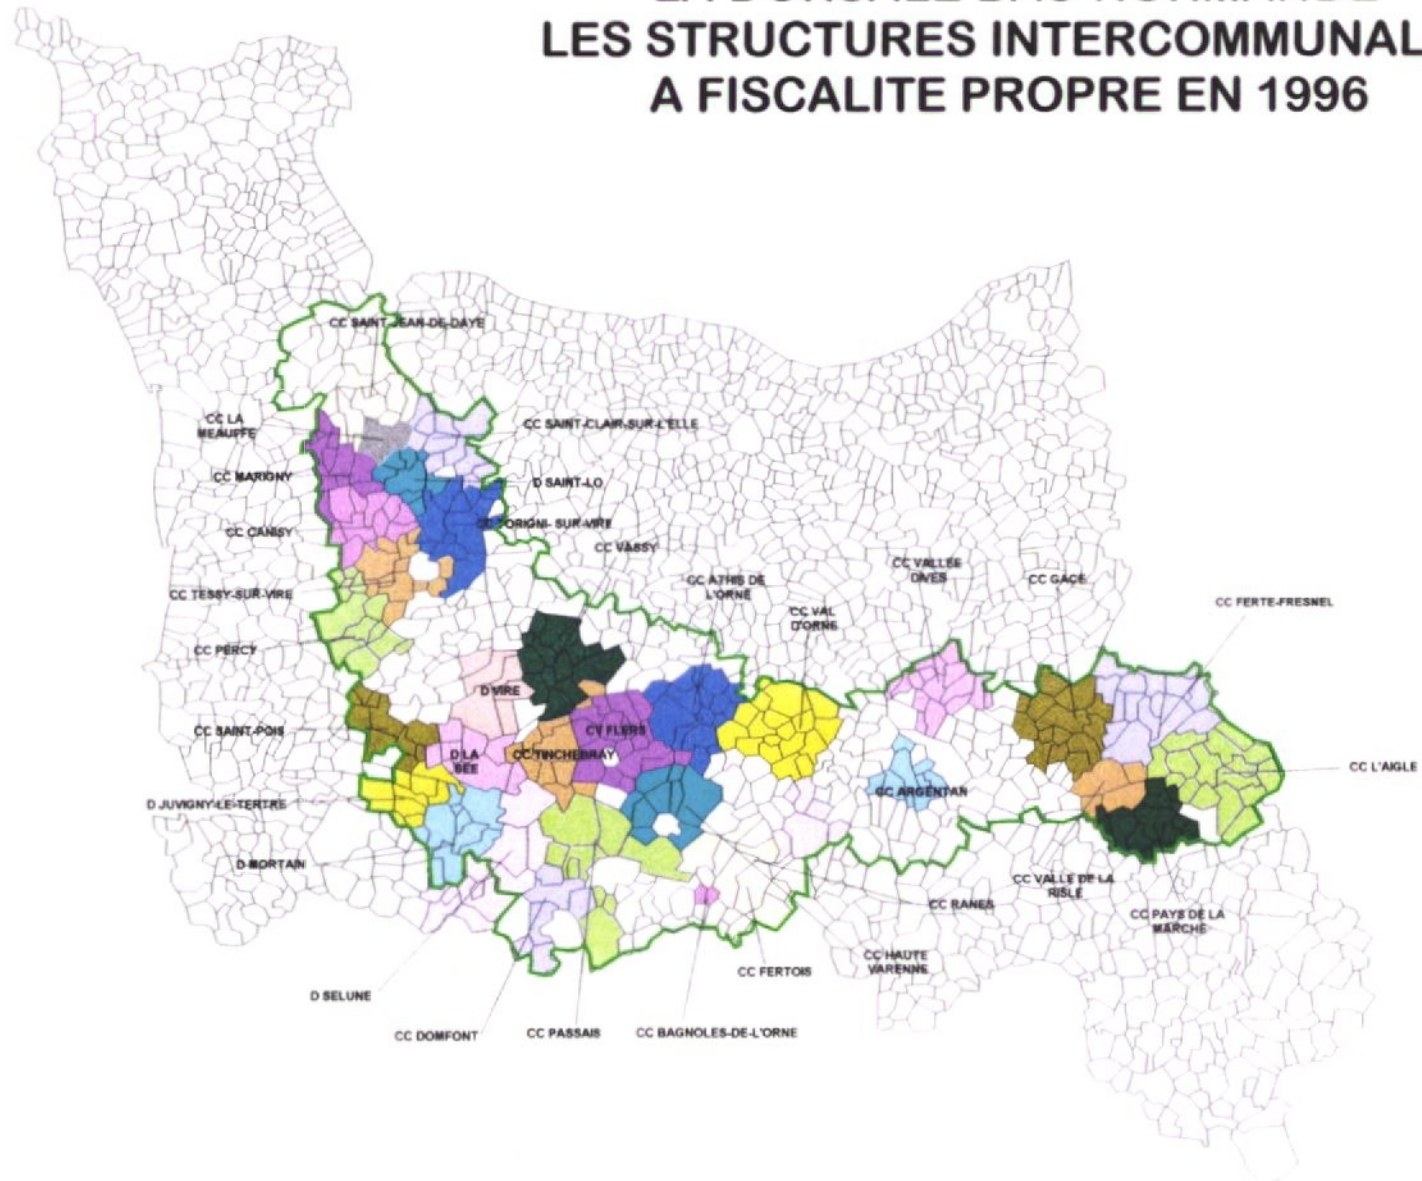 LES STRUCTURES INTERCOMMUNAL
A FISCALITE PROPRE EN 1996
CC SAINT-JEAN-DE-DAYE
CC LA
MEAUFFE
CC SAINT-CLAIR-SUR-L'ELLE
CC MARIGNY
D SAINT-LO
CC TORIGNI- SUR-VIRE
CC CANISY
CC VASSY
CC VALLEE
DIVES
CC GACE
CC ATHIS DE
L'ORNE
CC TESSY-SUR-VIRE
CC FERTE-FRESNEL
CC VAL
D'ORNE
CC PERCY
D VIRE
CC SAINT-POIS
CC FLERS
D LA
SEE
CC TINCHEBRAY
CC L'AIGLE
CC ARGENTAN
D JUVIGNY-LE-TERTRE
D MORTAIN
CC VALLE DE LA
RISLE
CC RANES
CC PAYS DE LA
MARCHE
CC HAUTE
VARENNE
CC FERTOIS
D SELUNE
CC DOMFONT
CC PASSAIS
CC BAGNOLES-DE-L'ORNE